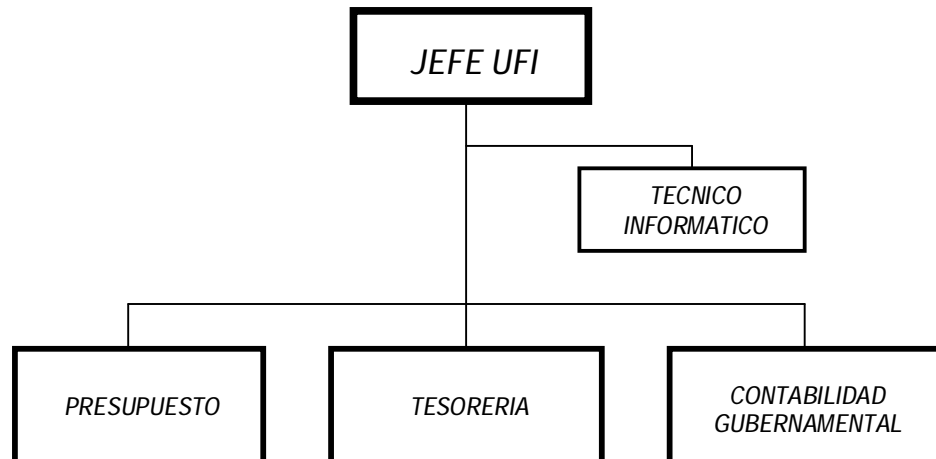 JEFE UFI
TECNICO
INFORMATICO
PRESUPUESTO
TESORERIA
CONTABILIDAD
GUBERNAMENTAL